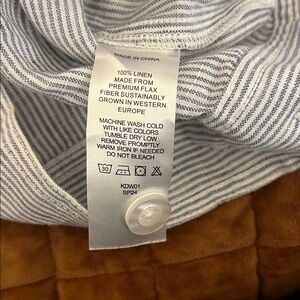 MADE IN CHINA
100% LINEN
MADE FROM
PREMIUM FLAX
FIBER SUSTAINABLY
GROWN IN WESTERN
EUROPE
MACHINE WASH COLD
WITH LIKE COLORS
TUMBLE DRY LOW
REMOVE PROMPTLY
WARM IRON IF NEEDED
DO NOT BLEACH
30
KDW01
SP24